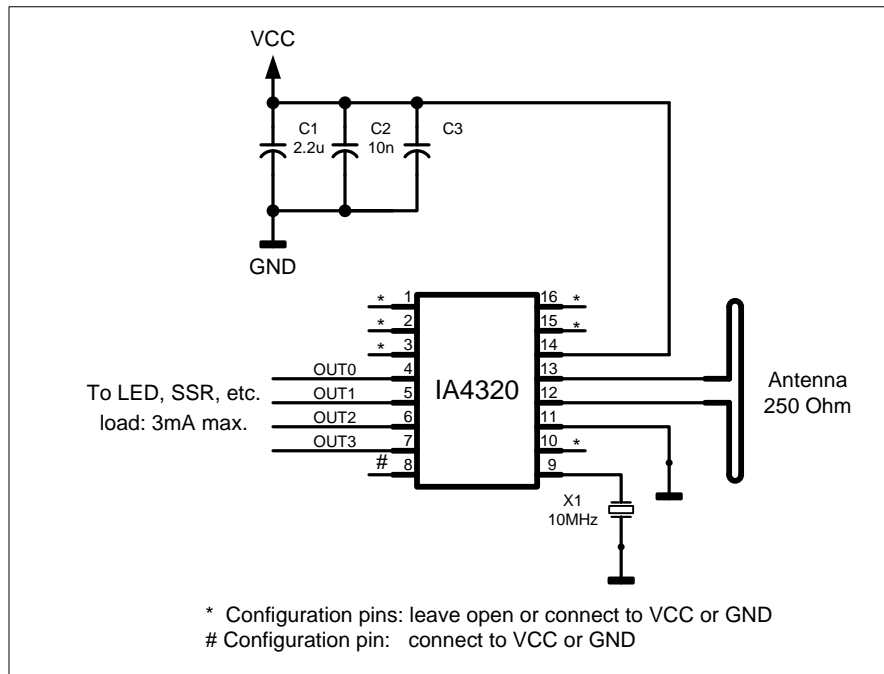 VCC
C1
2.2u
C2
10n
C3
GND
* 1
* 2
* 3
OUT0 4
OUT1 5
OUT2 6
OUT3 7
# 8
To LED, SSR, etc.
load: 3mA max.
IA4320
16 *
15 *
14
13
12
11
10 *
9
Antenna
250 Ohm
X1
10MHz
* Configuration pins: leave open or connect to VCC or GND
# Configuration pin: connect to VCC or GND